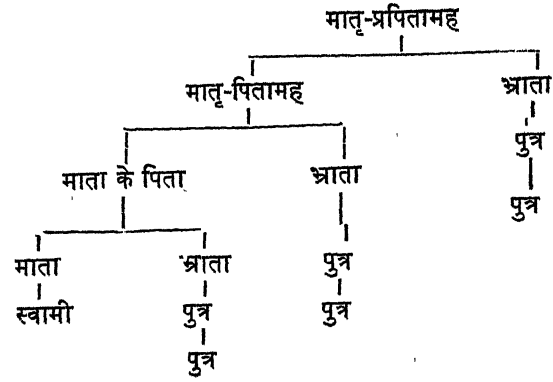 मातृ-प्रपितामह
मातृ-पितामह
भ्राता
पुत्र
पुत्र
माता के पिता
भ्राता
पुत्र
पुत्र
माता
स्वामी
भ्राता
पुत्र
पुत्र